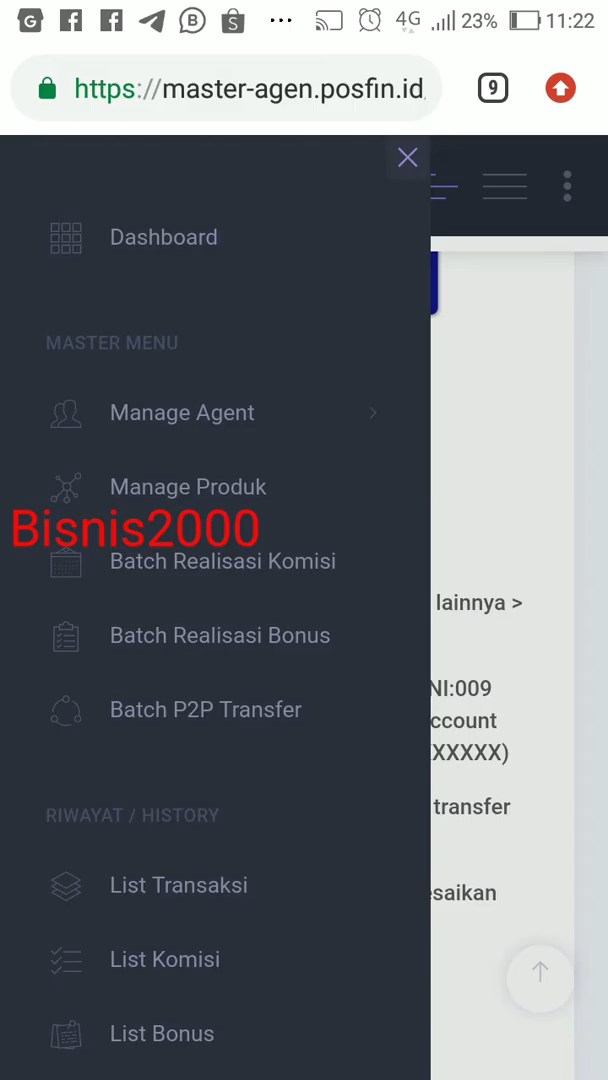 4G 23% 11:22
https://master-agen.posfin.id
9
Dashboard
MASTER MENU
Manage Agent
Manage Produk
Bisnis2000
Batch Realisasi Komisi
lainnya >
Batch Realisasi Bonus
NI:009
Batch P2P Transfer
ccount
XXXXX)
transfer
RIWAYAT / HISTORY
List Transaksi
esaikan
List Komisi
List Bonus